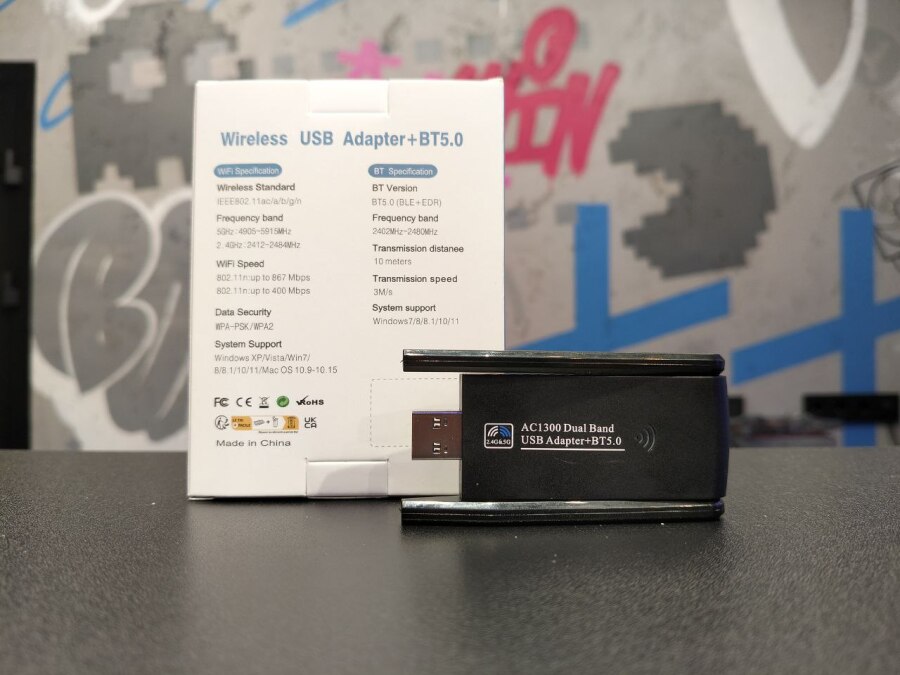 Wireless USB Adapter+BT5.0
WiFi Specification
Wireless Standard
IEEE802.11ac/a/b/g/n
Frequency band
5GHz:4905-5915MHz
2.4GHz:2412-2484MHz
WiFi Speed
802.11n:up to 867 Mbps
802.11n:up to 400 Mbps
Data Security
WPA-PSK/WPA2
System Support
Windows XP/Vista/Win7/
8/8.1/10/11/Mac OS 10.9-10.15
BT Specification
BT Version
BT5.0 (BLE+EDR)
Frequency band
2402MHz-2480MHz
Transmission distanee
10 meters
Transmission speed
3M/s
System support
Windows7/8/8.1/10/11
FC CE RoHS
UK
CA
Made in China
2.4G&5G
AC1300 Dual Band
USB Adapter+BT5.0